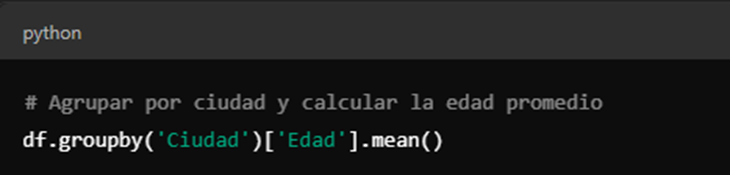 python
# Agrupar por ciudad y calcular la edad promedio
df.groupby('Ciudad')['Edad'].mean()